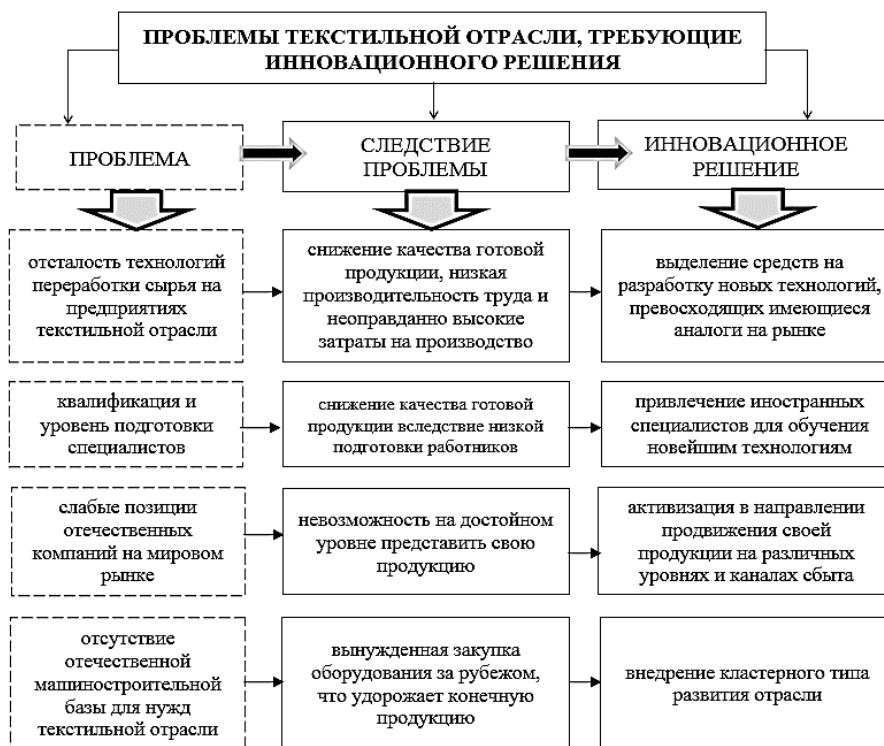 ПРОБЛЕМЫ ТЕКСТИЛЬНОЙ ОТРАСЛИ, ТРЕБУЮЩИЕ
ИННОВАЦИОННОГО РЕШЕНИЯ
ПРОБЛЕМА
СЛЕДСТВИЕ
ПРОБЛЕМЫ
ИННОВАЦИОННОЕ
РЕШЕНИЕ
отсталость технологий
переработки сырья на
предприятиях
текстильной отрасли
снижение качества готовой
продукции, низкая
производительность труда и
неоправданно высокие
затраты на производство
выделение средств на
разработку новых технологий,
превосходящих имеющиеся
аналоги на рынке
квалификация и
уровень подготовки
специалистов
снижение качества готовой
продукции вследствие низкой
подготовки работников
привлечение иностранных
специалистов для обучения
новейшим технологиям
слабые позиции
отечественных
компаний на мировом
рынке
невозможность на достойном
уровне представить свою
продукцию
активизация в направлении
продвижения своей
продукции на различных
уровнях и каналах сбыта
отсутствие
отечественной
машиностроительной
базы для нужд
текстильной отрасли
вынужденная закупка
оборудования за рубежом,
что удорожает конечную
продукцию
внедрение кластерного типа
развития отрасли